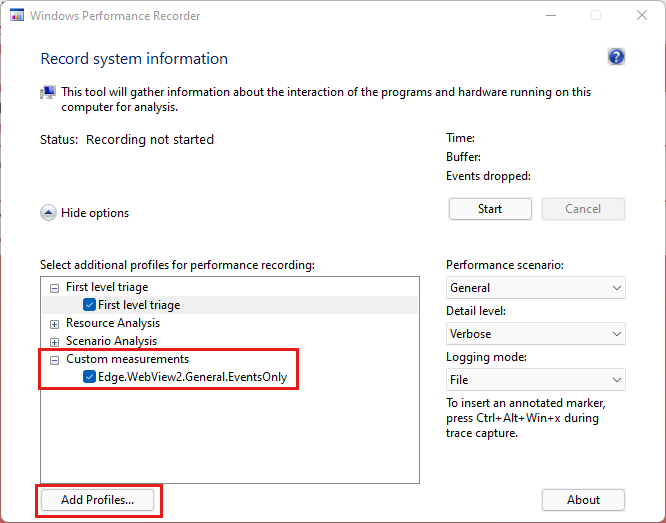 Windows Performance Recorder
Record system information
?
This tool will gather information about the interaction of the programs and hardware running on this
computer for analysis.
Status: Recording not started
Time:
Buffer:
Events dropped:
Hide options
Start
Cancel
Select additional profiles for performance recording:
First level triage
First level triage
Resource Analysis
Scenario Analysis
Custom measurements
Edge.WebView2.General.EventsOnly
Performance scenario:
General
Detail level:
Verbose
Logging mode:
File
To insert an annotated marker,
press Ctrl+Alt+Win+x during
trace capture.
Add Profiles...
About